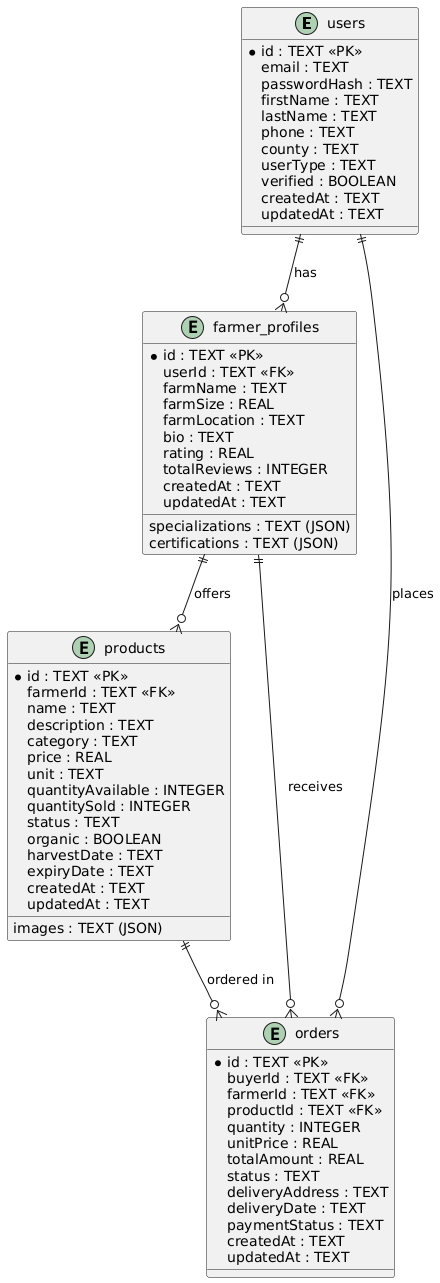 E users
id : TEXT «PK»
email : TEXT
passwordHash : TEXT
firstName : TEXT
lastName : TEXT
phone : TEXT
county : TEXT
userType : TEXT
verified : BOOLEAN
createdAt : TEXT
updatedAt : TEXT
has
E farmer_profiles
id : TEXT «PK»
userId : TEXT «FK»
farmName : TEXT
farmSize : REAL
farmLocation : TEXT
bio : TEXT
rating : REAL
totalReviews : INTEGER
createdAt : TEXT
updatedAt : TEXT
specializations : TEXT (JSON)
certifications : TEXT (JSON)
offers
places
E products
id : TEXT «PK»
farmerId : TEXT «FK»
name : TEXT
description : TEXT
category : TEXT
price : REAL
unit : TEXT
quantityAvailable : INTEGER
quantitySold : INTEGER
status : TEXT
organic : BOOLEAN
harvestDate : TEXT
expiryDate : TEXT
createdAt : TEXT
updatedAt : TEXT
images : TEXT (JSON)
receives
ordered in
E orders
id : TEXT «PK»
buyerId : TEXT «FK»
farmerId : TEXT «FK»
productId : TEXT «FK»
quantity : INTEGER
unitPrice : REAL
totalAmount : REAL
status : TEXT
deliveryAddress : TEXT
deliveryDate : TEXT
paymentStatus : TEXT
createdAt : TEXT
updatedAt : TEXT